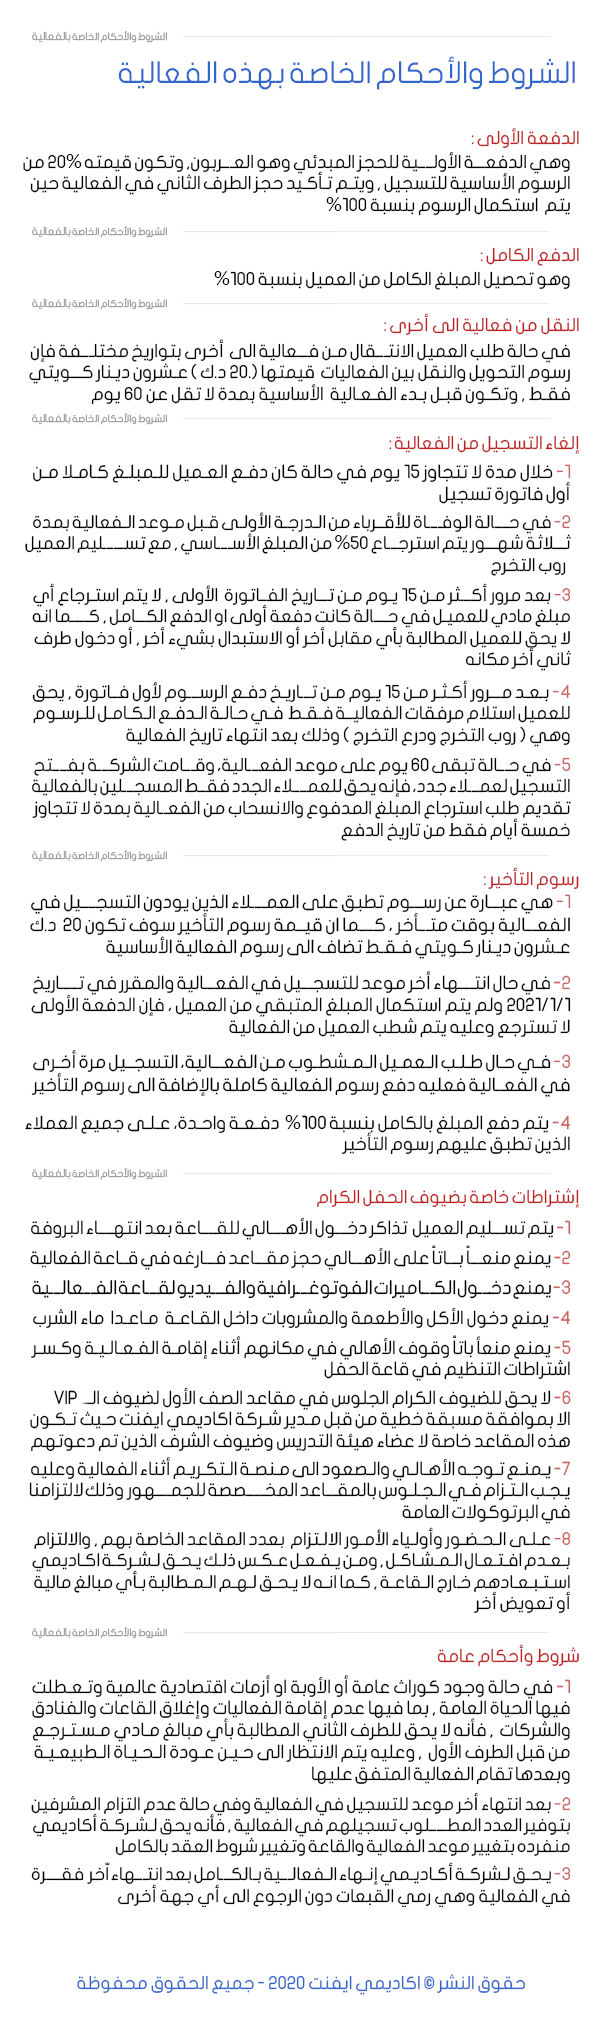 الشروط والأحكام الخاصة بالفعالية
الشروط والأحكام الخاصة بهذه الفعالية
الدفعة الأولى :
وهي الدفعة الأولية للحجز المبدئي وهو العربون, وتكون قيمته %20 من
الرسوم الأساسية للتسجيل , ويتم تأكيد حجز الطرف الثاني في الفعالية حين
يتم استكمال الرسوم بنسبة 100%
الشروط والأحكام الخاصة بالفعالية
الدفع الكامل :
وهو تحصيل المبلغ الكامل من العميل بنسبة 100%
الشروط والأحكام الخاصة بالفعالية
النقل من فعالية الى أخرى :
في حالة طلب العميل الانتقال من فعالية الى أخرى بتواريخ مختلفة فإن
رسوم التحويل والنقل بين الفعاليات قيمتها (.20 د.ك ) عشرون دينار كويتي
فقط , وتكون قبل بدء الفعالية الأساسية بمدة لا تقل عن 60 يوم
الشروط والأحكام الخاصة بالفعالية
إلغاء التسجيل من الفعالية :
1- خلال مدة لا تتجاوز 15 يوم في حالة كان دفع العميل للمبلغ كاملا من
أول فاتورة تسجيل
2- في حالة الوفاة للأقرباء من الدرجة الأولى قبل موعد الفعالية بمدة
ثلاثة شهور يتم استرجاع 50% من المبلغ الأساسي , مع تسليم العميل
روب التخرج
3- بعد مرور أكثر من 15 يوم من تاريخ الفاتورة الأولى , لا يتم استرجاع أي
مبلغ مادي للعميل في حالة كانت دفعة أولى او الدفع الكامل , كما انه
لا يحق للعميل المطالبة بأي مقابل أخر أو الاستبدال بشيء أخر , أو دخول طرف
ثاني أخر مكانه
4- بعد مرور أكثر من 15 يوم من تاريخ دفع الرسوم لأول فاتورة , يحق
للعميل استلام مرفقات الفعالية فقط في حالة الدفع الكامل للرسوم
وهي ( روب التخرج ودرع التخرج ) وذلك بعد انتهاء تاريخ الفعالية
5- في حالة تبقى 60 يوم على موعد الفعالية، وقامت الشركة بفتح
التسجيل لعملاء جدد، فإنه يحق للعملاء الجدد فقط المسجلين بالفعالية
تقديم طلب استرجاع المبلغ المدفوع والانسحاب من الفعالية بمدة لا تتجاوز
خمسة أيام فقط من تاريخ الدفع
الشروط والأحكام الخاصة بالفعالية
رسوم التأخير :
1- هي عبارة عن رسوم تطبق على العملاء الذين يودون التسجيل في
الفعالية بوقت متأخر ، كما ان قيمة رسوم التأخير سوف تكون 20 د.ك
عشرون دينار كويتي فقط تضاف الى رسوم الفعالية الأساسية
2- في حال انتهاء أخر موعد للتسجيل في الفعالية والمقرر في تاريخ
2021/1/1 ولم يتم استكمال المبلغ المتبقي من العميل ، فإن الدفعة الأولى
لا تسترجع وعليه يتم شطب العميل من الفعالية
3- في حال طلب العميل المشطوب من الفعالية، التسجيل مرة أخرى
في الفعالية فعليه دفع رسوم الفعالية كاملة بالإضافة الى رسوم التأخير
4- يتم دفع المبلغ بالكامل بنسبة 100% دفعة واحدة، على جميع العملاء
الذين تطبق عليهم رسوم التأخير
الشروط والأحكام الخاصة بالفعالية
إشتراطات خاصة بضيوف الحفل الكرام
1- يتم تسليم العميل تذاكر دخول الأهالي للقاعة بعد انتهاء البروفة
2- يمنع منعاً باتاً على الأهالي حجز مقاعد فارغه في قاعة الفعالية
3- يمنع دخول الكاميرات الفوتوغرافية والفيديو لقاعة الفعالية
4- يمنع دخول الأكل والأطعمة والمشروبات داخل القاعة ماعدا ماء الشرب
5- يمنع منعاً باتاً وقوف الأهالي في مكانهم أثناء إقامة الفعالية وكسر
اشتراطات التنظيم في قاعة الحفل
6- لا يحق للضيوف الكرام الجلوس في مقاعد الصف الأول لضيوف الـ VIP
الا بموافقة مسبقة خطية من قبل مدير شركة اكاديمي ايفنت حيث تكون
هذه المقاعد خاصة لا عضاء هيئة التدريس وضيوف الشرف الذين تم دعوتهم
7- يمنع توجه الأهالي والصعود الى منصة التكريم أثناء الفعالية وعليه
يجب التزام في الجلوس بالمقاعد المخصصة للجمهور وذلك لالتزامنا
في البرتوكولات العامة
8- على الحضور وأولياء الأمور الالتزام بعدد المقاعد الخاصة بهم , والالتزام
بعدم افتعال المشاكل , ومن يفعل عكس ذلك يحق لشركة اكاديمي
استبعادهم خارج القاعة , كما انه لا يحق لهم المطالبة بأي مبالغ مالية
أو تعويض أخر
الشروط والأحكام الخاصة بالفعالية
شروط وأحكام عامة
1- في حالة وجود كوراث عامة أو الأوبة او أزمات اقتصادية عالمية وتعطلت
فيها الحياة العامة , بما فيها عدم إقامة الفعاليات وإغلاق القاعات والفنادق
والشركات , فأنه لا يحق للطرف الثاني المطالبة بأي مبالغ مادي مسترجع
من قبل الطرف الأول , وعليه يتم الانتظار الى حين عودة الحياة الطبيعية
وبعدها تقام الفعالية المتفق عليها
2- بعد انتهاء أخر موعد للتسجيل في الفعالية وفي حالة عدم التزام المشرفين
بتوفير العدد المطلوب تسجيلهم في الفعالية , فأنه يحق لشركة أكاديمي
منفرده بتغيير موعد الفعالية والقاعة وتغيير شروط العقد بالكامل
3- يحق لشركة أكاديمي إنهاء الفعالية بالكامل بعد انتهاء آخر فقرة
في الفعالية وهي رمي القبعات دون الرجوع الى أي جهة أخرى
حقوق النشر © اكاديمي ايفنت 2020 - جميع الحقوق محفوظة